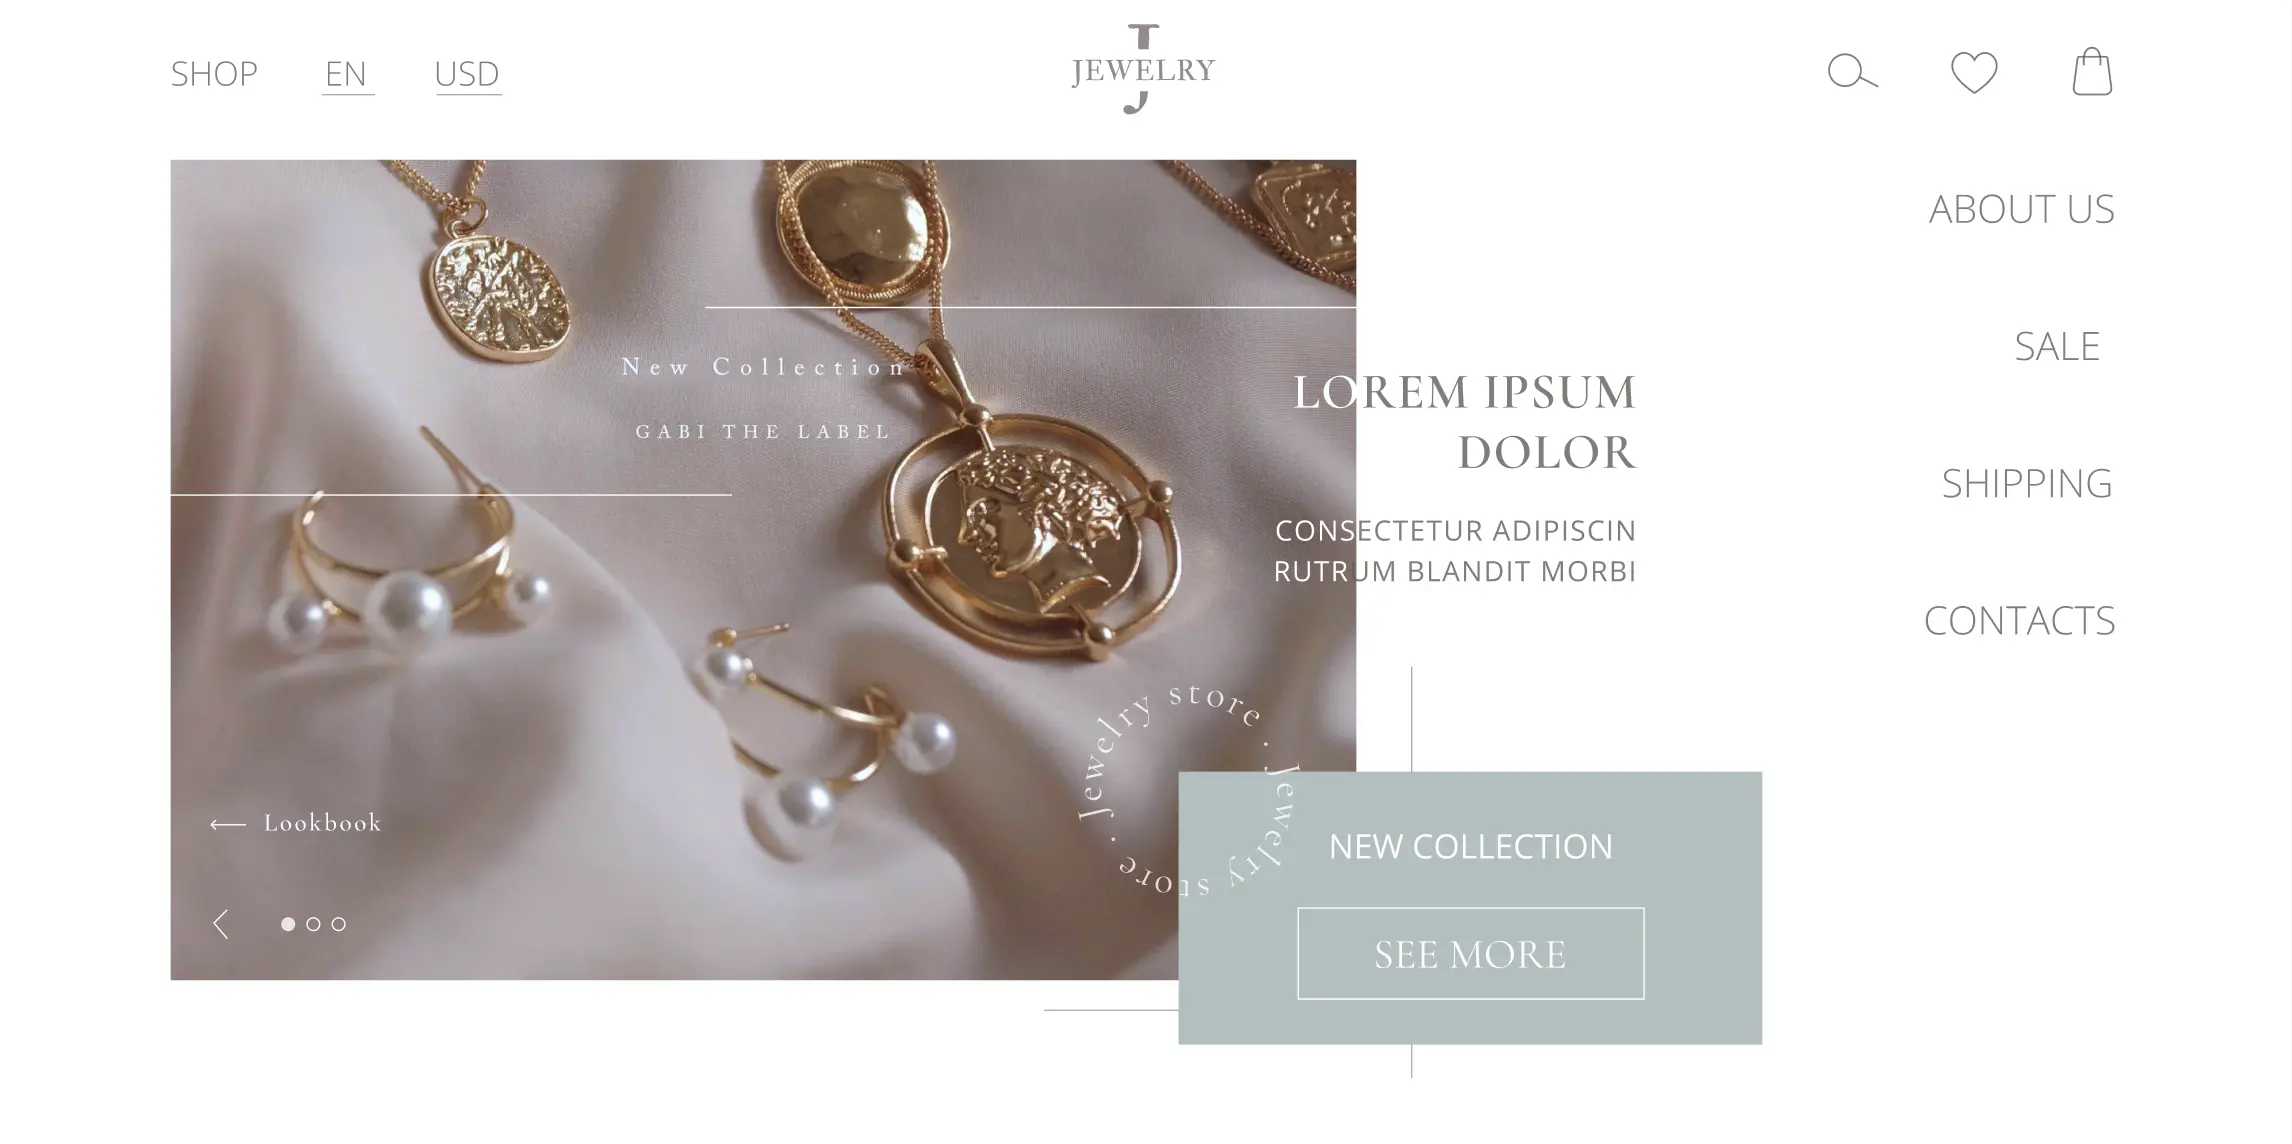 SHOP EN USD
J
JEWELRY
ABOUT US
SALE
SHIPPING
CONTACTS
New Collection
GABI THE LABEL
LOREM IPSUM
DOLOR
CONSECTETUR ADIPISCIN
RUTRUM BLANDIT MORBI
Jewelry store · Jewelry store ·
Lookbook
NEW COLLECTION
SEE MORE